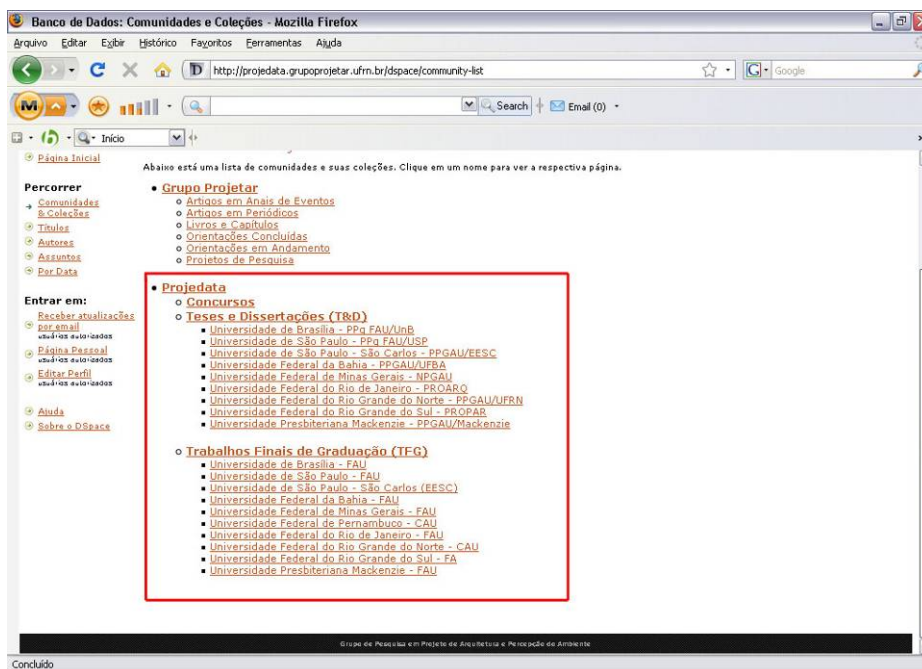 Banco de Dados: Comunidades e Coleções - Mozilla Firefox
Arquivo Editar Exibir Histórico Favoritos Ferramentas Ajuda
http://projedata.grupoprojetar.ufrn.br/dspace/community-list
Google
Search
Email (0)
Início
Página Inicial
Abaixo está uma lista de comunidades e suas coleções. Clique em um nome para ver a respectiva página.
Percorrer
Comunidades
& Coleções
Títulos
Autores
Assuntos
Por Data
Entrar em:
Receber atualizações
por email
usuários autorizados
Página Pessoal
usuários autorizados
Editar Perfil
usuários autorizados
Ajuda
Sobre o DSpace
Grupo Projetar
Artigos em Anais de Eventos
Artigos em Periódicos
Livros e Capítulos
Orientações Concluídas
Orientações em Andamento
Projetos de Pesquisa
Projedata
Concursos
Teses e Dissertações (T&D)
Universidade de Brasília - PPg FAU/UnB
Universidade de São Paulo - PPg FAU/USP
Universidade de São Paulo - São Carlos - PPGAU/EESC
Universidade Federal da Bahia - PPGAU/UFBA
Universidade Federal de Minas Gerais - NPGAU
Universidade Federal do Rio de Janeiro - PROARQ
Universidade Federal do Rio Grande do Norte - PPGAU/UFRN
Universidade Federal do Rio Grande do Sul - PROPAR
Universidade Presbiteriana Mackenzie - PPGAU/Mackenzie
Trabalhos Finais de Graduação (TFG)
Universidade de Brasília - FAU
Universidade de São Paulo - FAU
Universidade de São Paulo - São Carlos (EESC)
Universidade Federal da Bahia - FAU
Universidade Federal de Minas Gerais - FAU
Universidade Federal de Pernambuco - CAU
Universidade Federal do Rio de Janeiro - FAU
Universidade Federal do Rio Grande do Norte - CAU
Universidade Federal do Rio Grande do Sul - FA
Universidade Presbiteriana Mackenzie - FAU
Grupo de Pesquisa em Projeto de Arquitetura e Percepção do Ambiente
Concluído